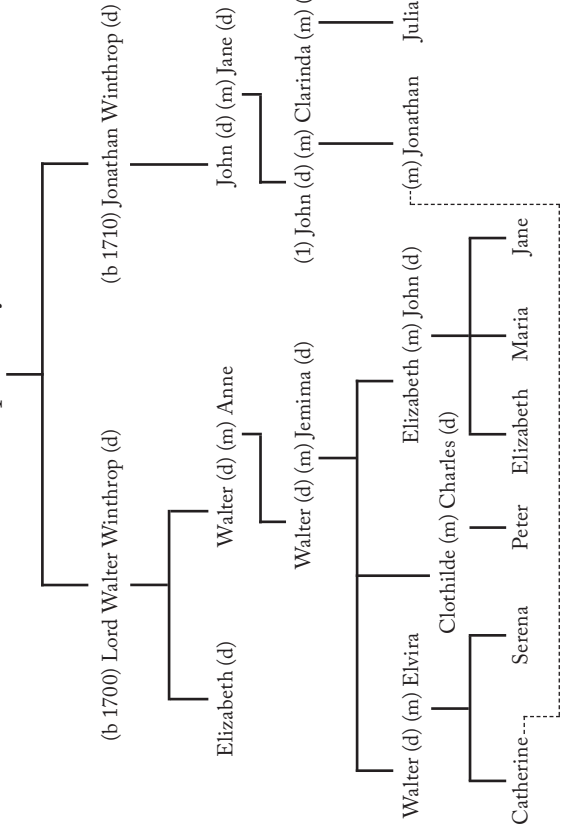 (b 1700) Lord Walter Winthrop (d) (b 1710) Jonathan Winthrop (d)
Elizabeth (d) Walter (d) (m) Anne John (d) (m) Jane (d)
Walter (d) (m) Jemima (d) (1) John (d) (m) Clarinda (m)
Walter (d) (m) Elvira Elizabeth (m) John (d) (m) Jonathan Julia
Clothilde (m) Charles (d)
Catherine Serena Peter Elizabeth Maria Jane